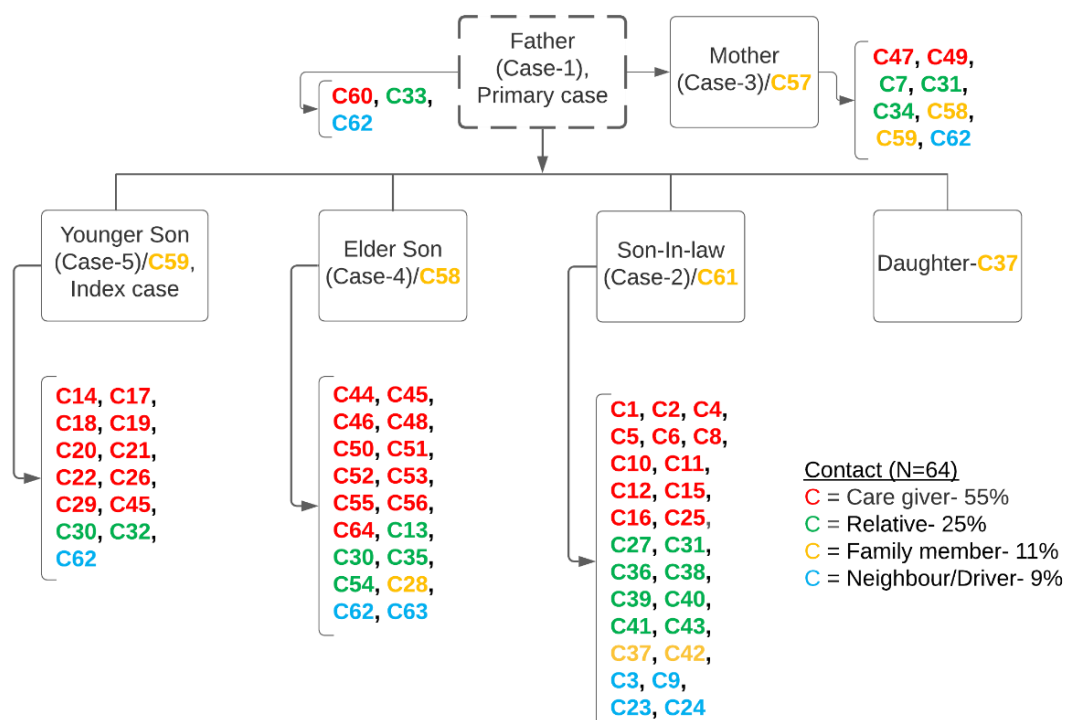 Father
(Case-1),
Primary case
Mother
(Case-3)/C57
C60, C33,
C62
C47, C49,
C7, C31,
C34, C58,
C59, C62
Younger Son
(Case-5)/C59,
Index case
Elder Son
(Case-4)/C58
Son-In-law
(Case-2)/C61
Daughter-C37
C14, C17,
C18, C19,
C20, C21,
C22, C26,
C29, C45,
C30, C32,
C62
C44, C45,
C46, C48,
C50, C51,
C52, C53,
C55, C56,
C64, C13,
C30, C35,
C54, C28,
C62, C63
C1, C2, C4,
C5, C6, C8,
C10, C11,
C12, C15,
C16, C25,
C27, C31,
C36, C38,
C39, C40,
C41, C43,
C37, C42,
C3, C9,
C23, C24
Contact (N=64)
C = Care giver- 55%
C = Relative- 25%
C = Family member- 11%
C = Neighbour/Driver- 9%